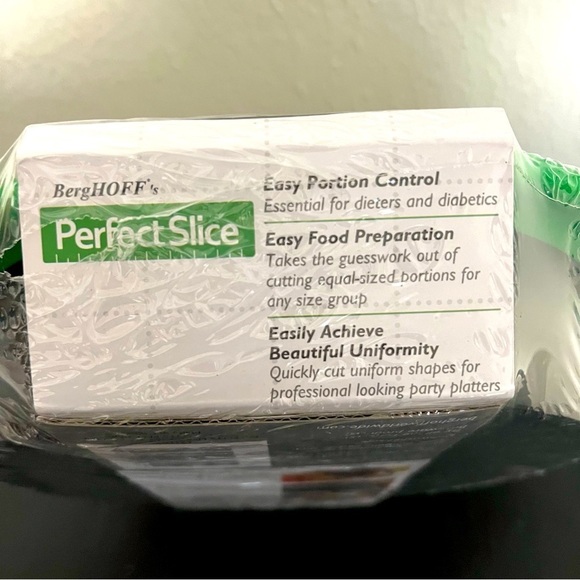 BergHOFF's
Perfect Slice
Easy Portion Control
Essential for dieters and diabetics
Easy Food Preparation
Takes the guesswork out of
cutting equal-sized portions for
any size group
Easily Achieve
Beautiful Uniformity
Quickly cut uniform shapes for
professional looking party platters